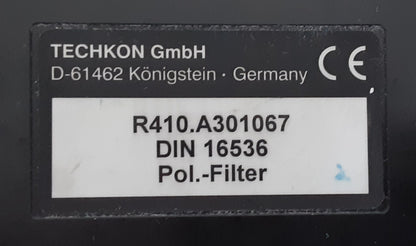 TECHKON GmbH
D-61462 Königstein · Germany
CE
R410.A301067
DIN 16536
Pol.-Filter